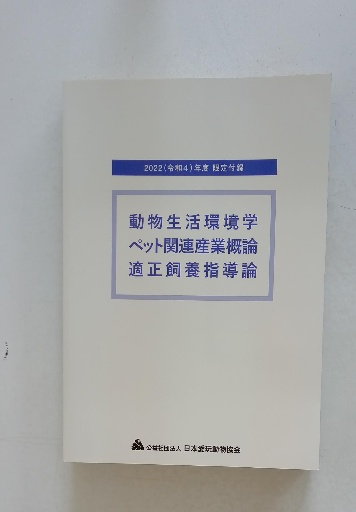 2022(令和4)年度 限定付録
動物生活環境学
ペット関連産業概論
適正飼養指導論
公益社団法人 日本愛玩動物協会